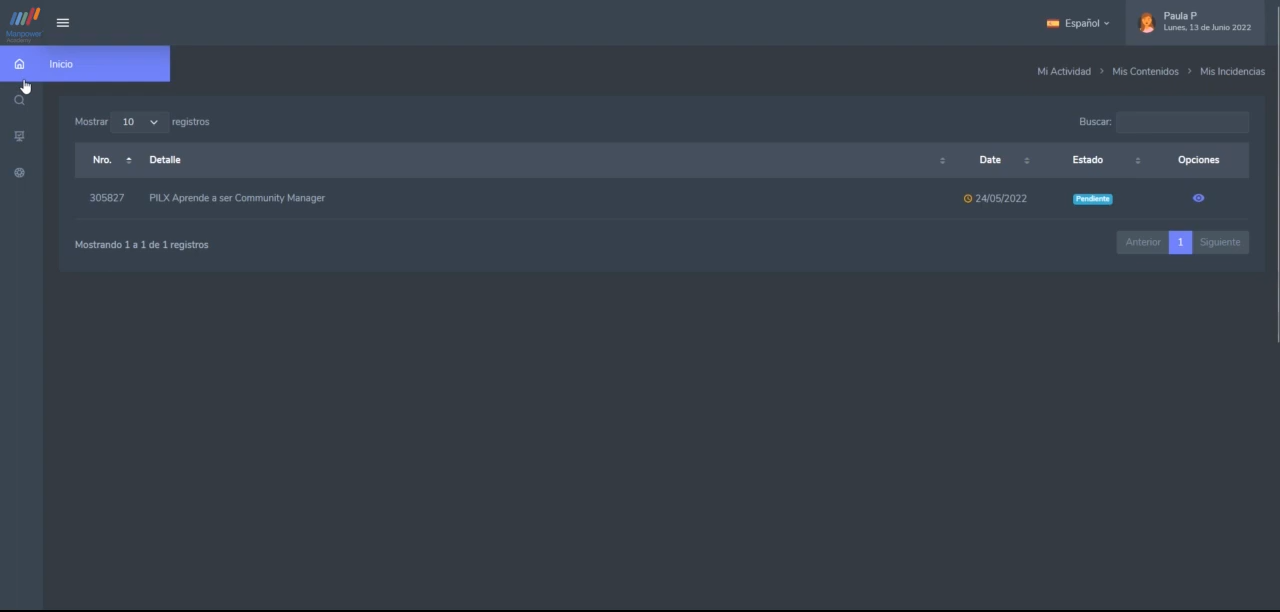 Manpower
Academy
Español
Paula P
Lunes, 13 de Junio 2022
Inicio
Mi Actividad > Mis Contenidos > Mis Incidencias
Mostrar 10 registros
Buscar:
Nro. Detalle Date Estado Opciones
305827 PILX Aprende a ser Community Manager 24/05/2022 Pendiente
Mostrando 1 a 1 de 1 registros
Anterior 1 Siguiente